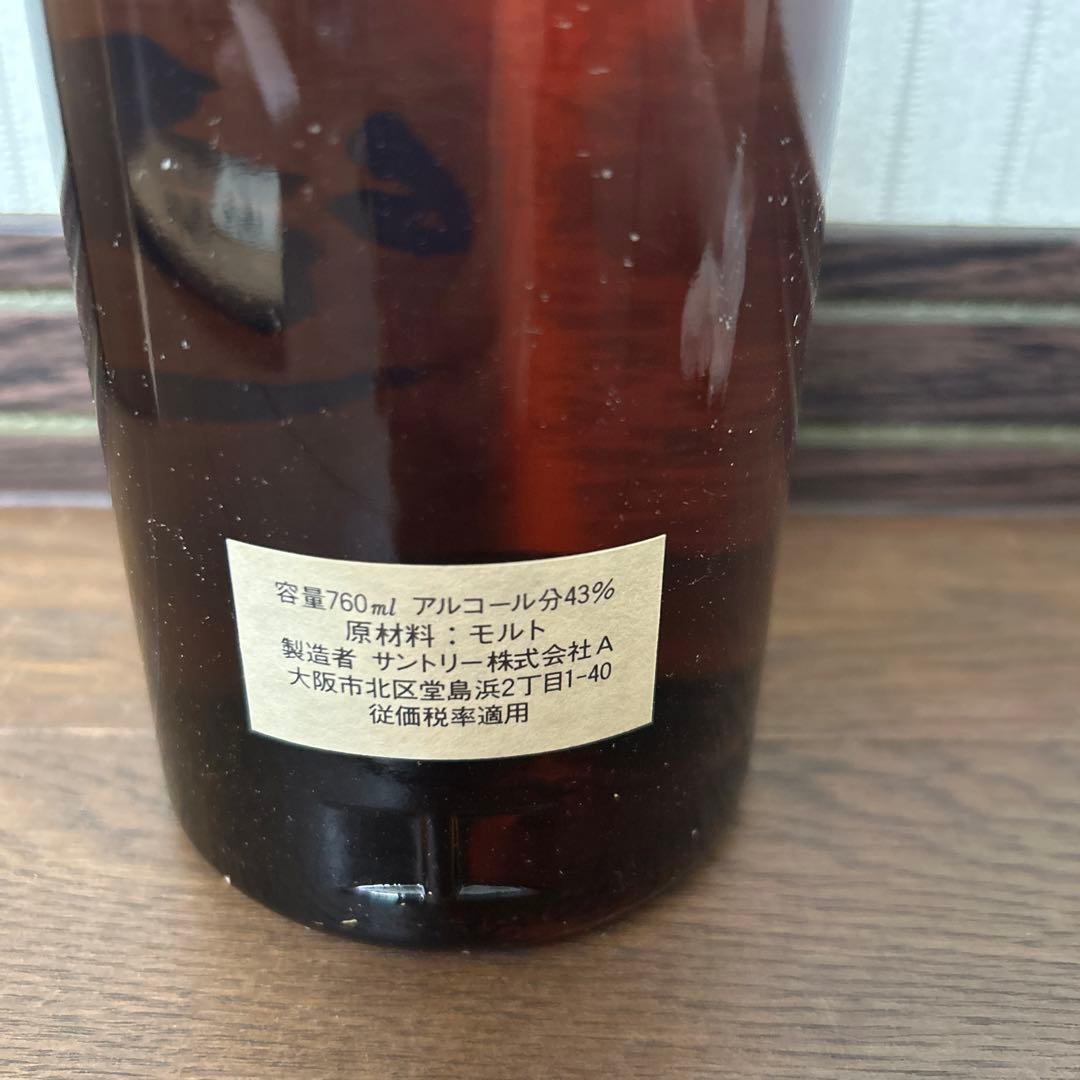 容量760ml アルコール分43%
原材料：モルト
製造者 サントリー株式会社A
大阪市北区堂島浜2丁目1-40
従価税率適用